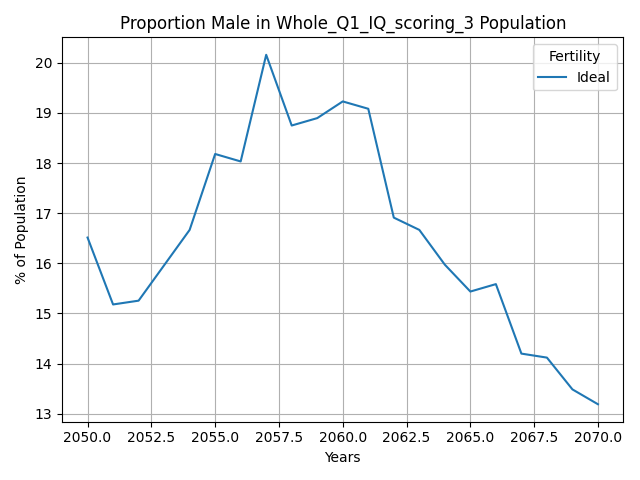 Proportion Male in Whole_Q1_IQ_scoring_3 Population
Fertility
Ideal
20
19
18
17
16
15
14
13
% of Population
2050.0 2052.5 2055.0 2057.5 2060.0 2062.5 2065.0 2067.5 2070.0
Years